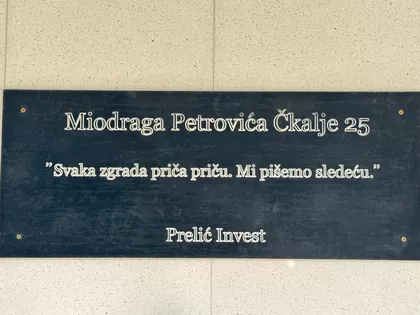 Miodraga Petrovića Čkalje 25
"Svaka zgrada priča priču. Mi pišemo sledeću."
Prelić Invest